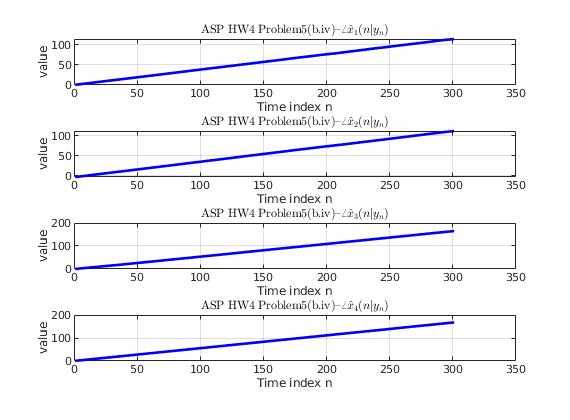 ASP HW4 Problem5(b.iv)–∠x̂₁(n|yₙ)
value
100
50
0
0 50 100 150 200 250 300 350
Time index n
ASP HW4 Problem5(b.iv)–∠x̂₂(n|yₙ)
value
100
50
0
0 50 100 150 200 250 300 350
Time index n
ASP HW4 Problem5(b.iv)–∠x̂₃(n|yₙ)
value
200
100
0
0 50 100 150 200 250 300 350
Time index n
ASP HW4 Problem5(b.iv)–∠x̂₄(n|yₙ)
value
200
100
0
0 50 100 150 200 250 300 350
Time index n